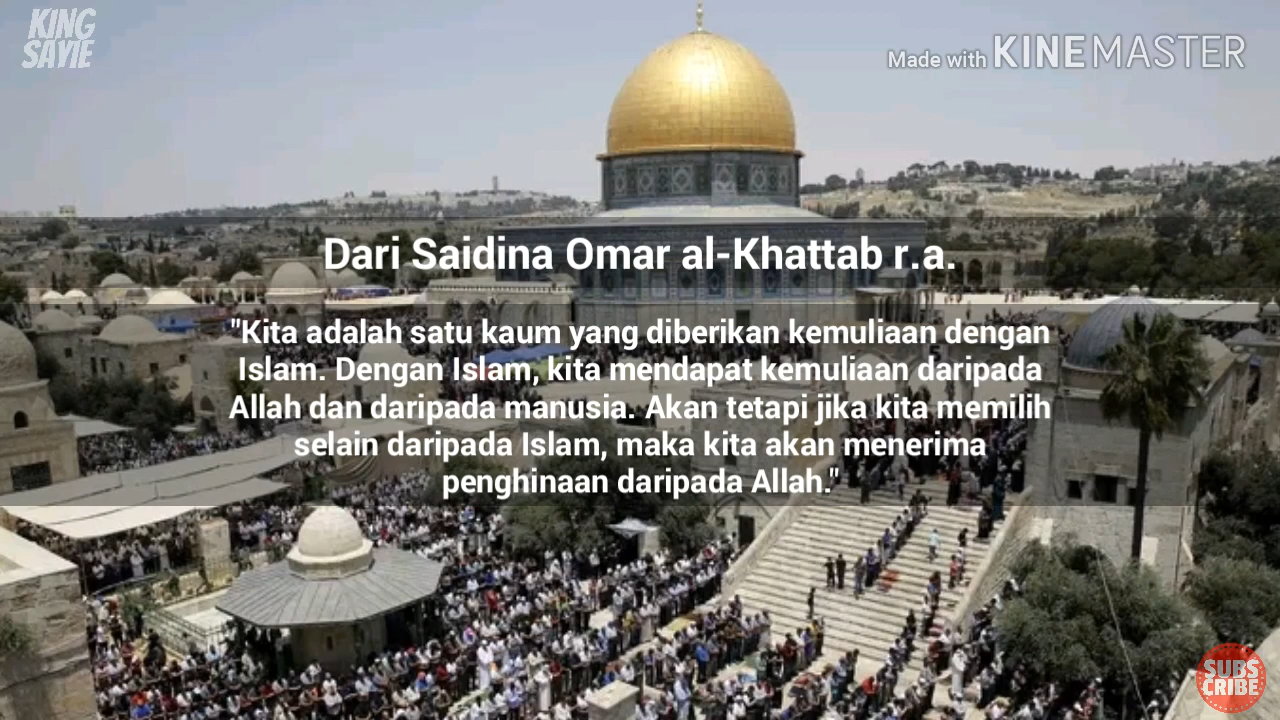 KING
SAYIE
Made with KINEMASTER
Dari Saidina Omar al-Khattab r.a.
"Kita adalah satu kaum yang diberikan kemuliaan dengan
Islam. Dengan Islam, kita mendapat kemuliaan daripada
Allah dan daripada manusia. Akan tetapi jika kita memilih
selain daripada Islam, maka kita akan menerima
penghinaan daripada Allah."
SUBS
CRIBE